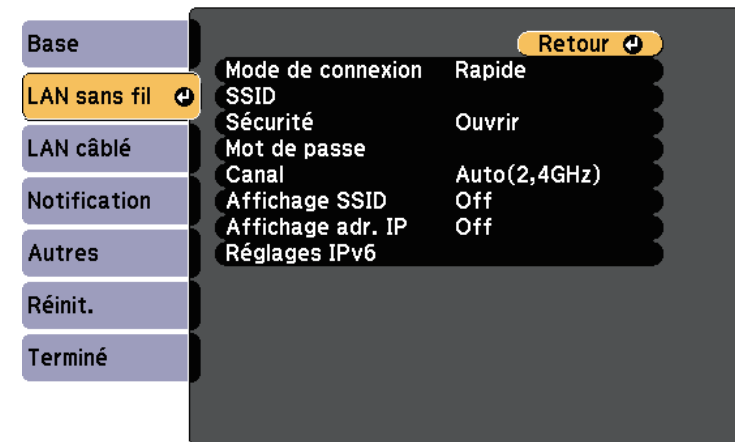 Base
LAN sans fil
LAN câblé
Notification
Autres
Réinit.
Terminé
Retour
Mode de connexion Rapide
SSID
Sécurité Ouvrir
Mot de passe
Canal Auto(2,4GHz)
Affichage SSID Off
Affichage adr. IP Off
Réglages IPv6